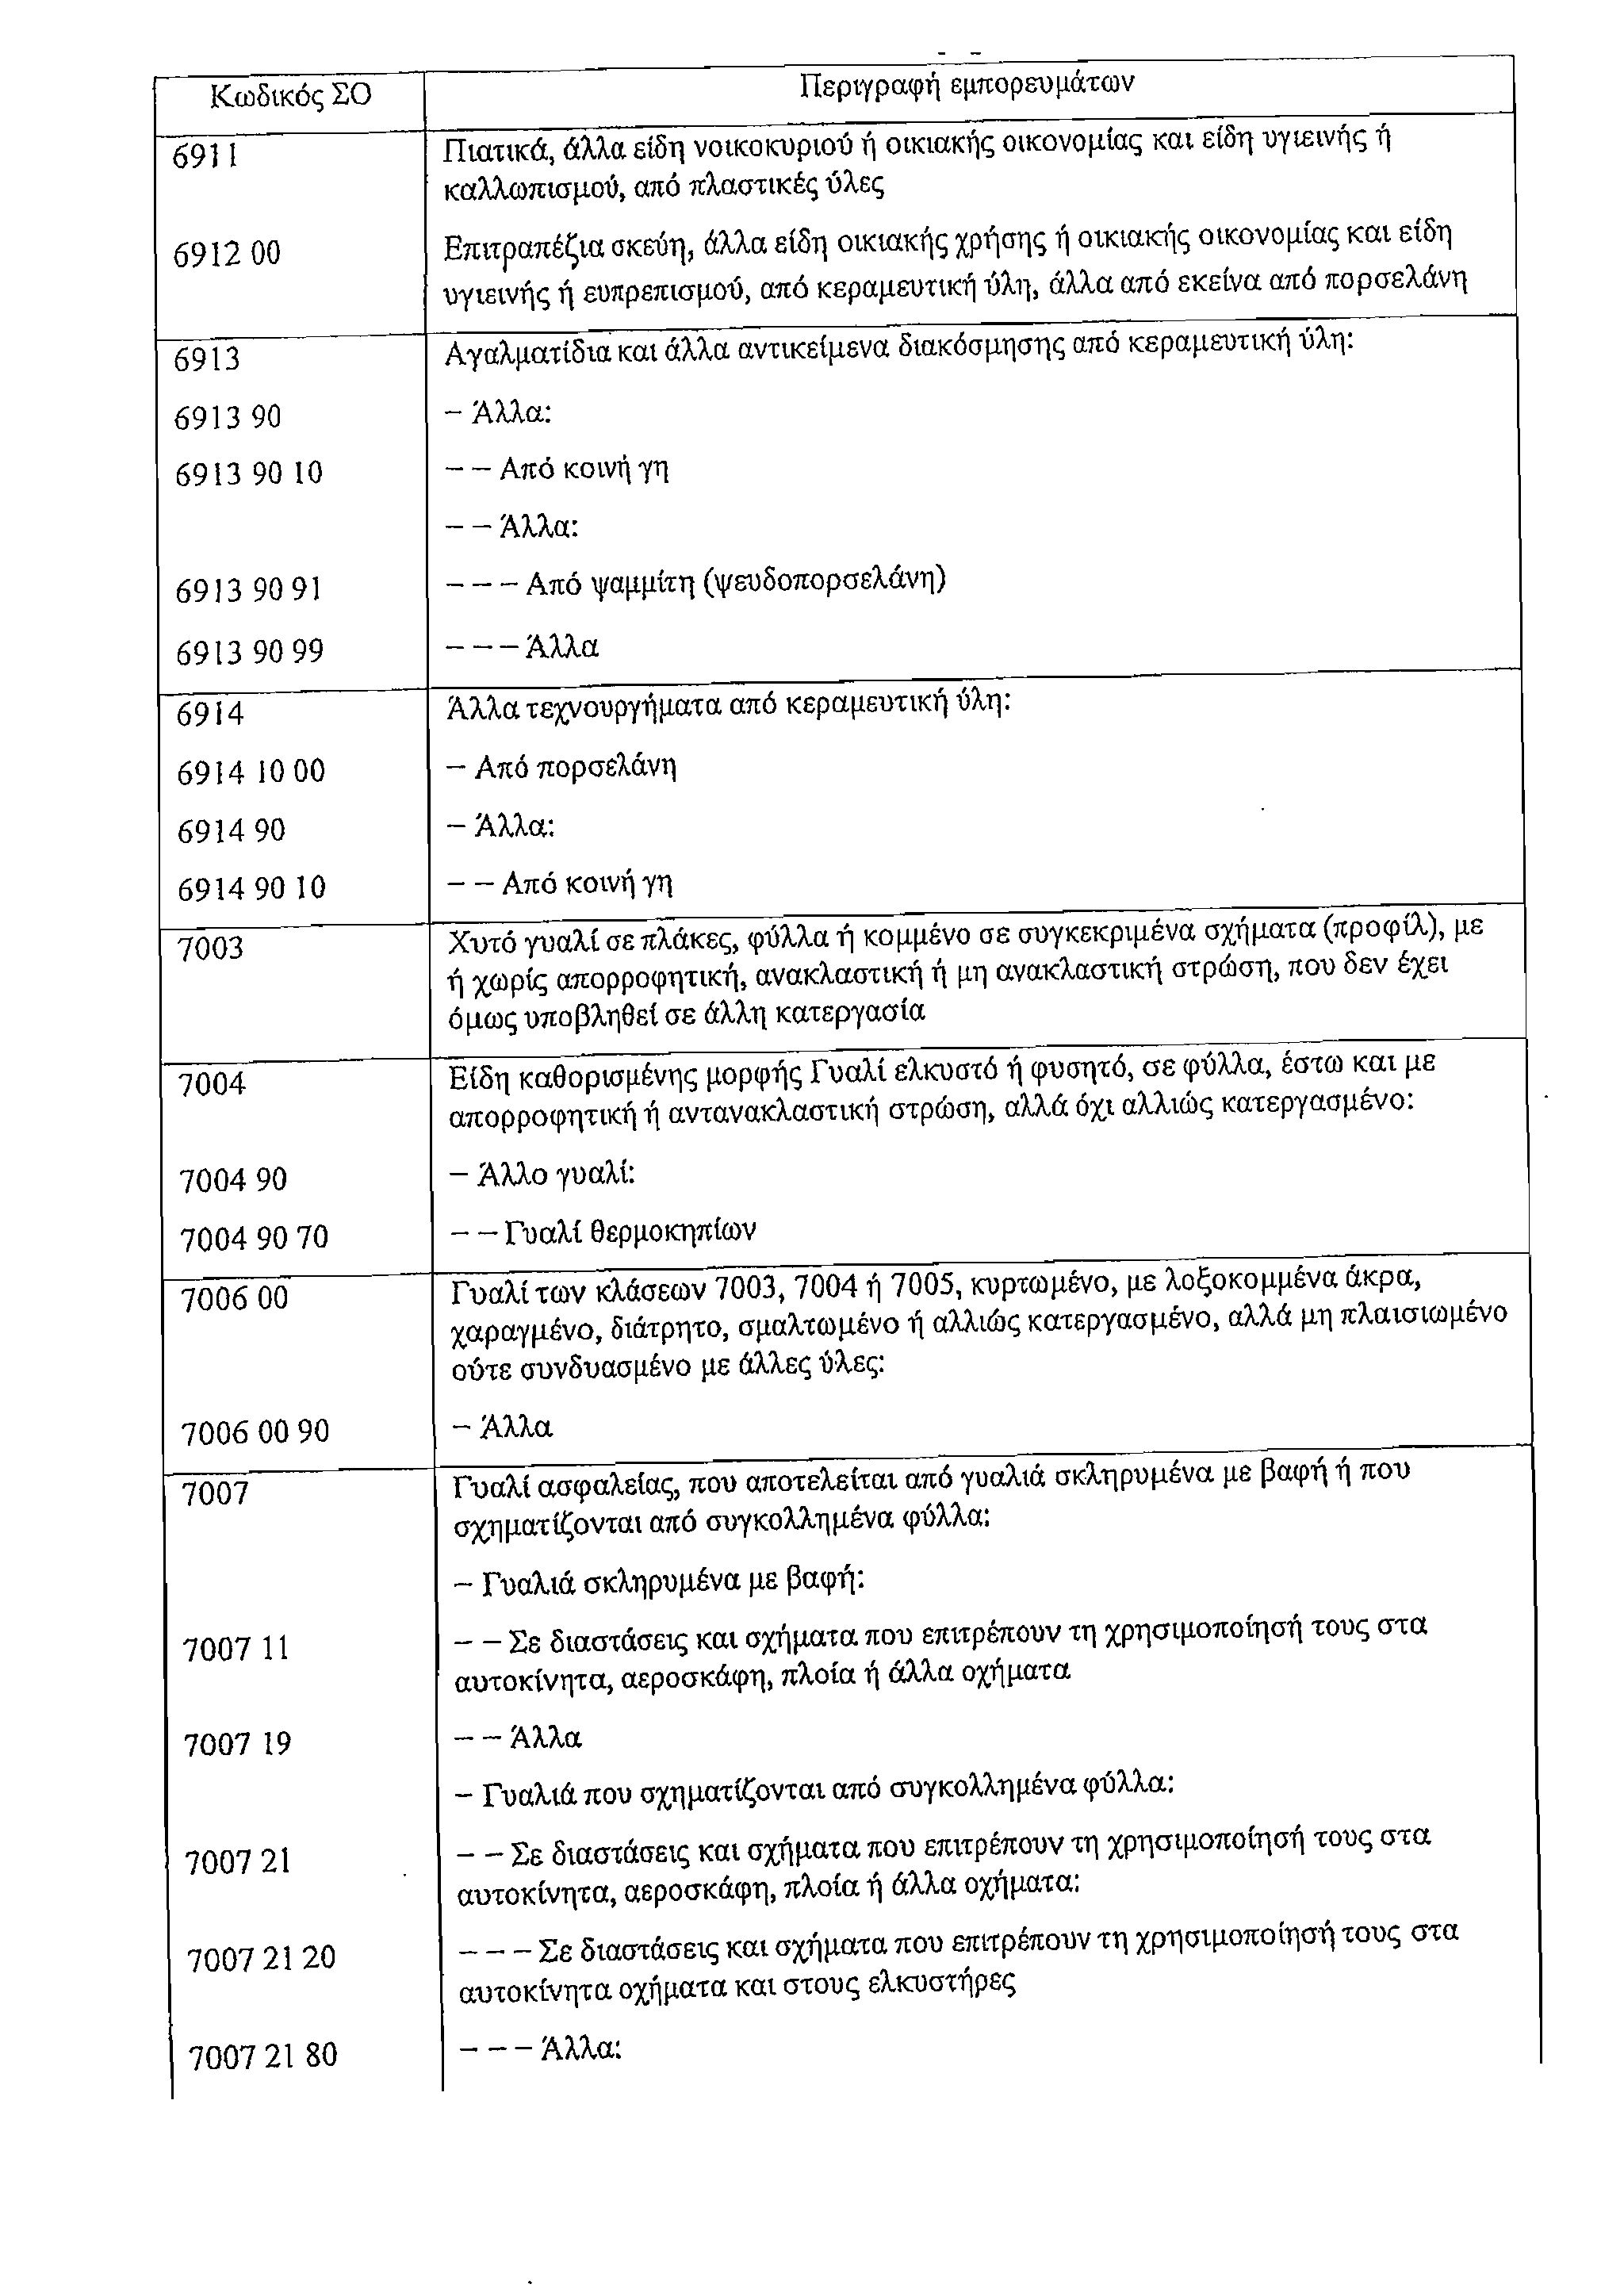 Κωδικός ΣΟ Περιγραφή εμπορευμάτων
6911 Πιατικά, άλλα είδη νοικοκυριού ή οικιακής οικονομίας και είδη υγιεινής ή
καλλωπισμού, από πλαστικές ύλες
6912 00 Επιτραπέζια σκεύη, άλλα είδη οικιακής χρήσης ή οικιακής οικονομίας και είδη
υγιεινής ή ευπρεπισμού, από κεραμευτική ύλη, άλλα από εκείνα από πορσελάνη
6913 Αγαλματίδια και άλλα αντικείμενα διακόσμησης από κεραμευτική ύλη:
6913 90 – Άλλα:
6913 90 10 – – Από κοινή γη
– – Άλλα:
6913 90 91 – – – Από ψαμμίτη (ψευδοπορσελάνη)
6913 90 99 – – – Άλλα
6914 Άλλα τεχνουργήματα από κεραμευτική ύλη:
6914 10 00 – Από πορσελάνη
6914 90 – Άλλα:
6914 90 10 – – Από κοινή γη
7003 Χυτό γυαλί σε πλάκες, φύλλα ή κομμένο σε συγκεκριμένα σχήματα (προφίλ), με
ή χωρίς απορροφητική, ανακλαστική ή μη ανακλαστική στρώση, που δεν έχει
όμως υποβληθεί σε άλλη κατεργασία
7004 Είδη καθορισμένης μορφής Γυαλί ελκυστό ή φυσητό, σε φύλλα, έστω και με
απορροφητική ή αντανακλαστική στρώση, αλλά όχι αλλιώς κατεργασμένο:
7004 90 – Άλλο γυαλί:
7004 90 70 – – Γυαλί θερμοκηπίων
7006 00 Γυαλί των κλάσεων 7003, 7004 ή 7005, κυρτωμένο, με λοξοκομμένα άκρα,
χαραγμένο, διάτρητο, σμαλτωμένο ή αλλιώς κατεργασμένο, αλλά μη πλαισιωμένο
ούτε συνδυασμένο με άλλες ύλες:
7006 00 90 – Άλλα
7007 Γυαλί ασφαλείας, που αποτελείται από γυαλιά σκληρυμένα με βαφή ή που
σχηματίζονται από συγκολλημένα φύλλα:
– Γυαλιά σκληρυμένα με βαφή:
7007 11 – – Σε διαστάσεις και σχήματα που επιτρέπουν τη χρησιμοποίησή τους στα
αυτοκίνητα, αεροσκάφη, πλοία ή άλλα οχήματα
7007 19 – – Άλλα
– Γυαλιά που σχηματίζονται από συγκολλημένα φύλλα:
7007 21 – – Σε διαστάσεις και σχήματα που επιτρέπουν τη χρησιμοποίησή τους στα
αυτοκίνητα, αεροσκάφη, πλοία ή άλλα οχήματα:
7007 21 20 – – – Σε διαστάσεις και σχήματα που επιτρέπουν τη χρησιμοποίησή τους στα
αυτοκίνητα οχήματα και στους ελκυστήρες
7007 21 80 – – – Άλλα: